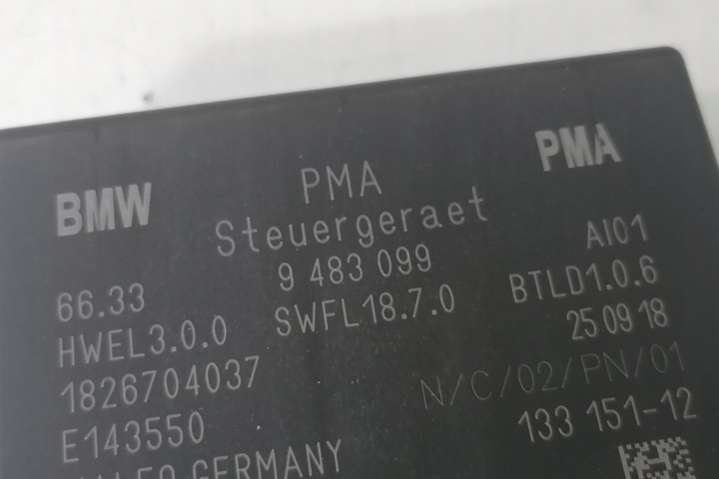 BMW PMA PMA
Steuergeraet
66.33 9 483 099 AI01
HWEL3.0.0 SWFL18.7.0 BTLD1.0.6
1826704037 25.09.18
E143550 N/C/02/PN/01
GERMANY 133 151-12